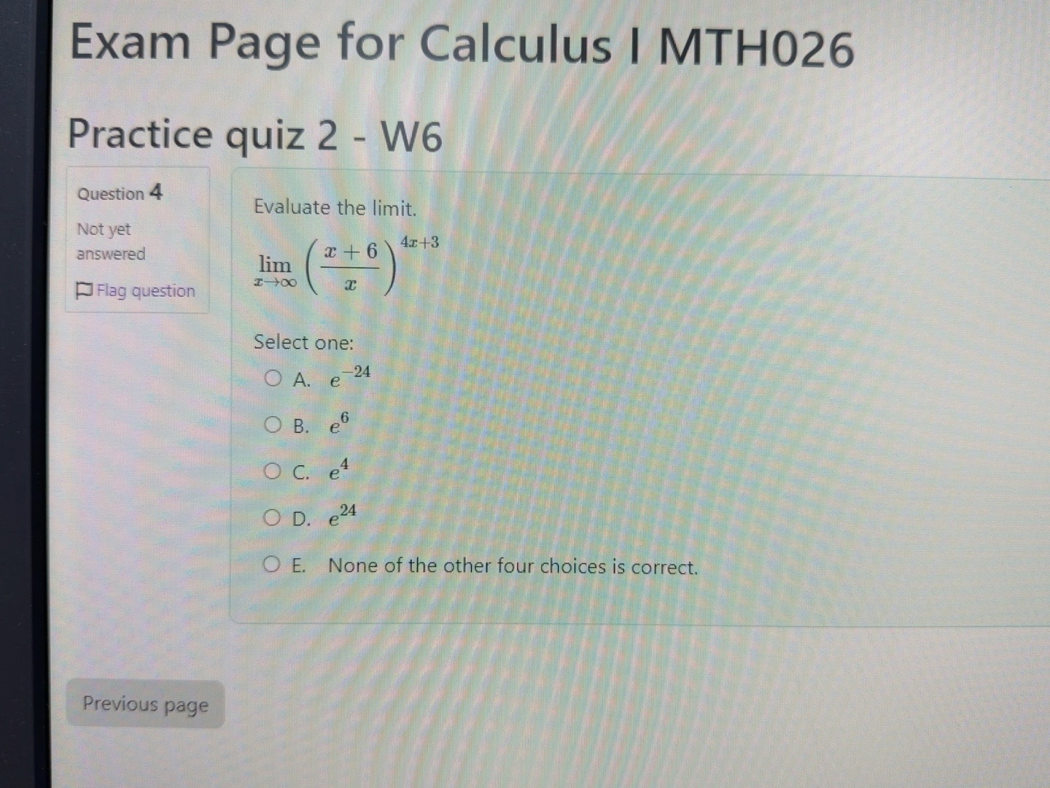 Exam Page for Calculus I MTH026
Practice quiz 2 - W6
Question 4
Not yet
answered
Flag question
Evaluate the limit.
lim x→∞ ((x + 6)/x)^(4x+3)
Select one:
A. e^−24
B. e^6
C. e^4
D. e^24
E. None of the other four choices is correct.
Previous page